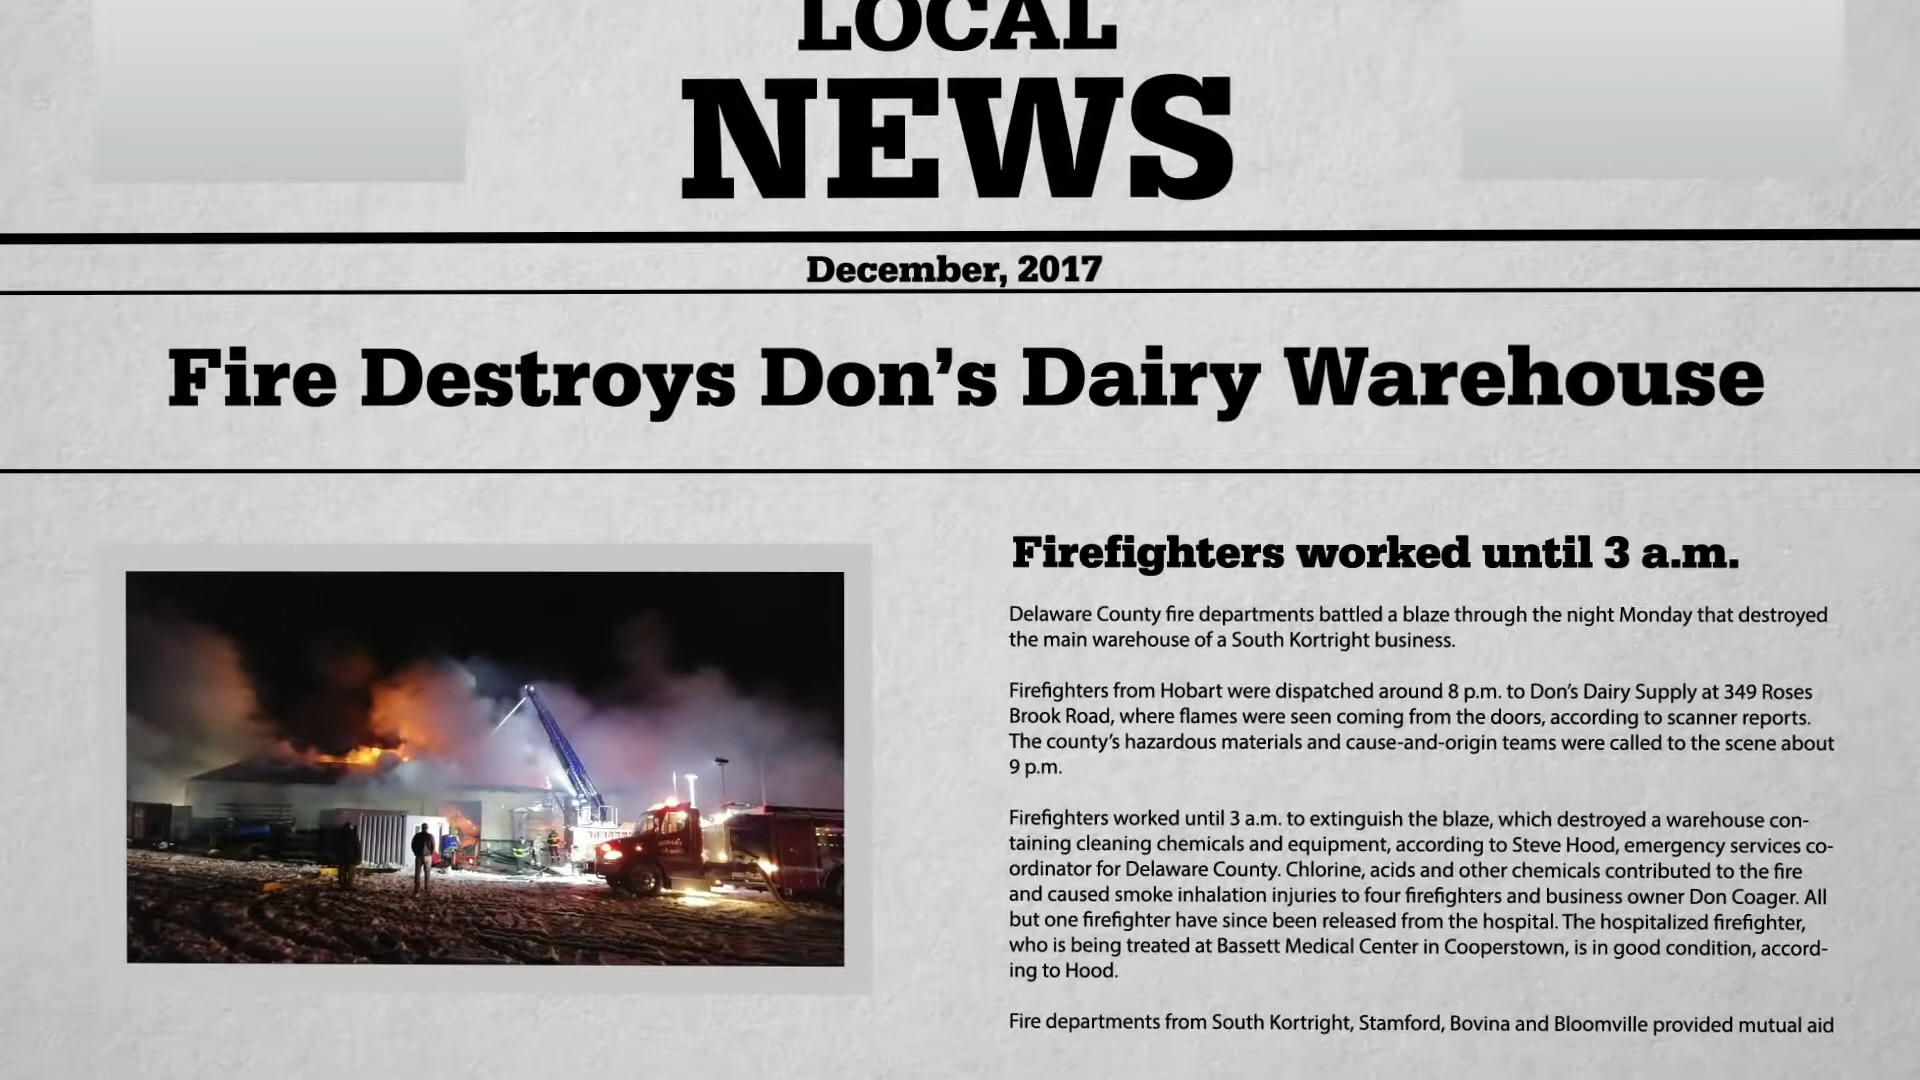 LOCAL
NEWS
December, 2017
Fire Destroys Don's Dairy Warehouse
Firefighters worked until 3 a.m.
Delaware County fire departments battled a blaze through the night Monday that destroyed
the main warehouse of a South Kortright business.
Firefighters from Hobart were dispatched around 8 p.m. to Don's Dairy Supply at 349 Roses
Brook Road, where flames were seen coming from the doors, according to scanner reports.
The county's hazardous materials and cause-and-origin teams were called to the scene about
9 p.m.
Firefighters worked until 3 a.m. to extinguish the blaze, which destroyed a warehouse con-
taining cleaning chemicals and equipment, according to Steve Hood, emergency services co-
ordinator for Delaware County. Chlorine, acids and other chemicals contributed to the fire
and caused smoke inhalation injuries to four firefighters and business owner Don Coager. All
but one firefighter have since been released from the hospital. The hospitalized firefighter,
who is being treated at Bassett Medical Center in Cooperstown, is in good condition, accord-
ing to Hood.
Fire departments from South Kortright, Stamford, Bovina and Bloomville provided mutual aid